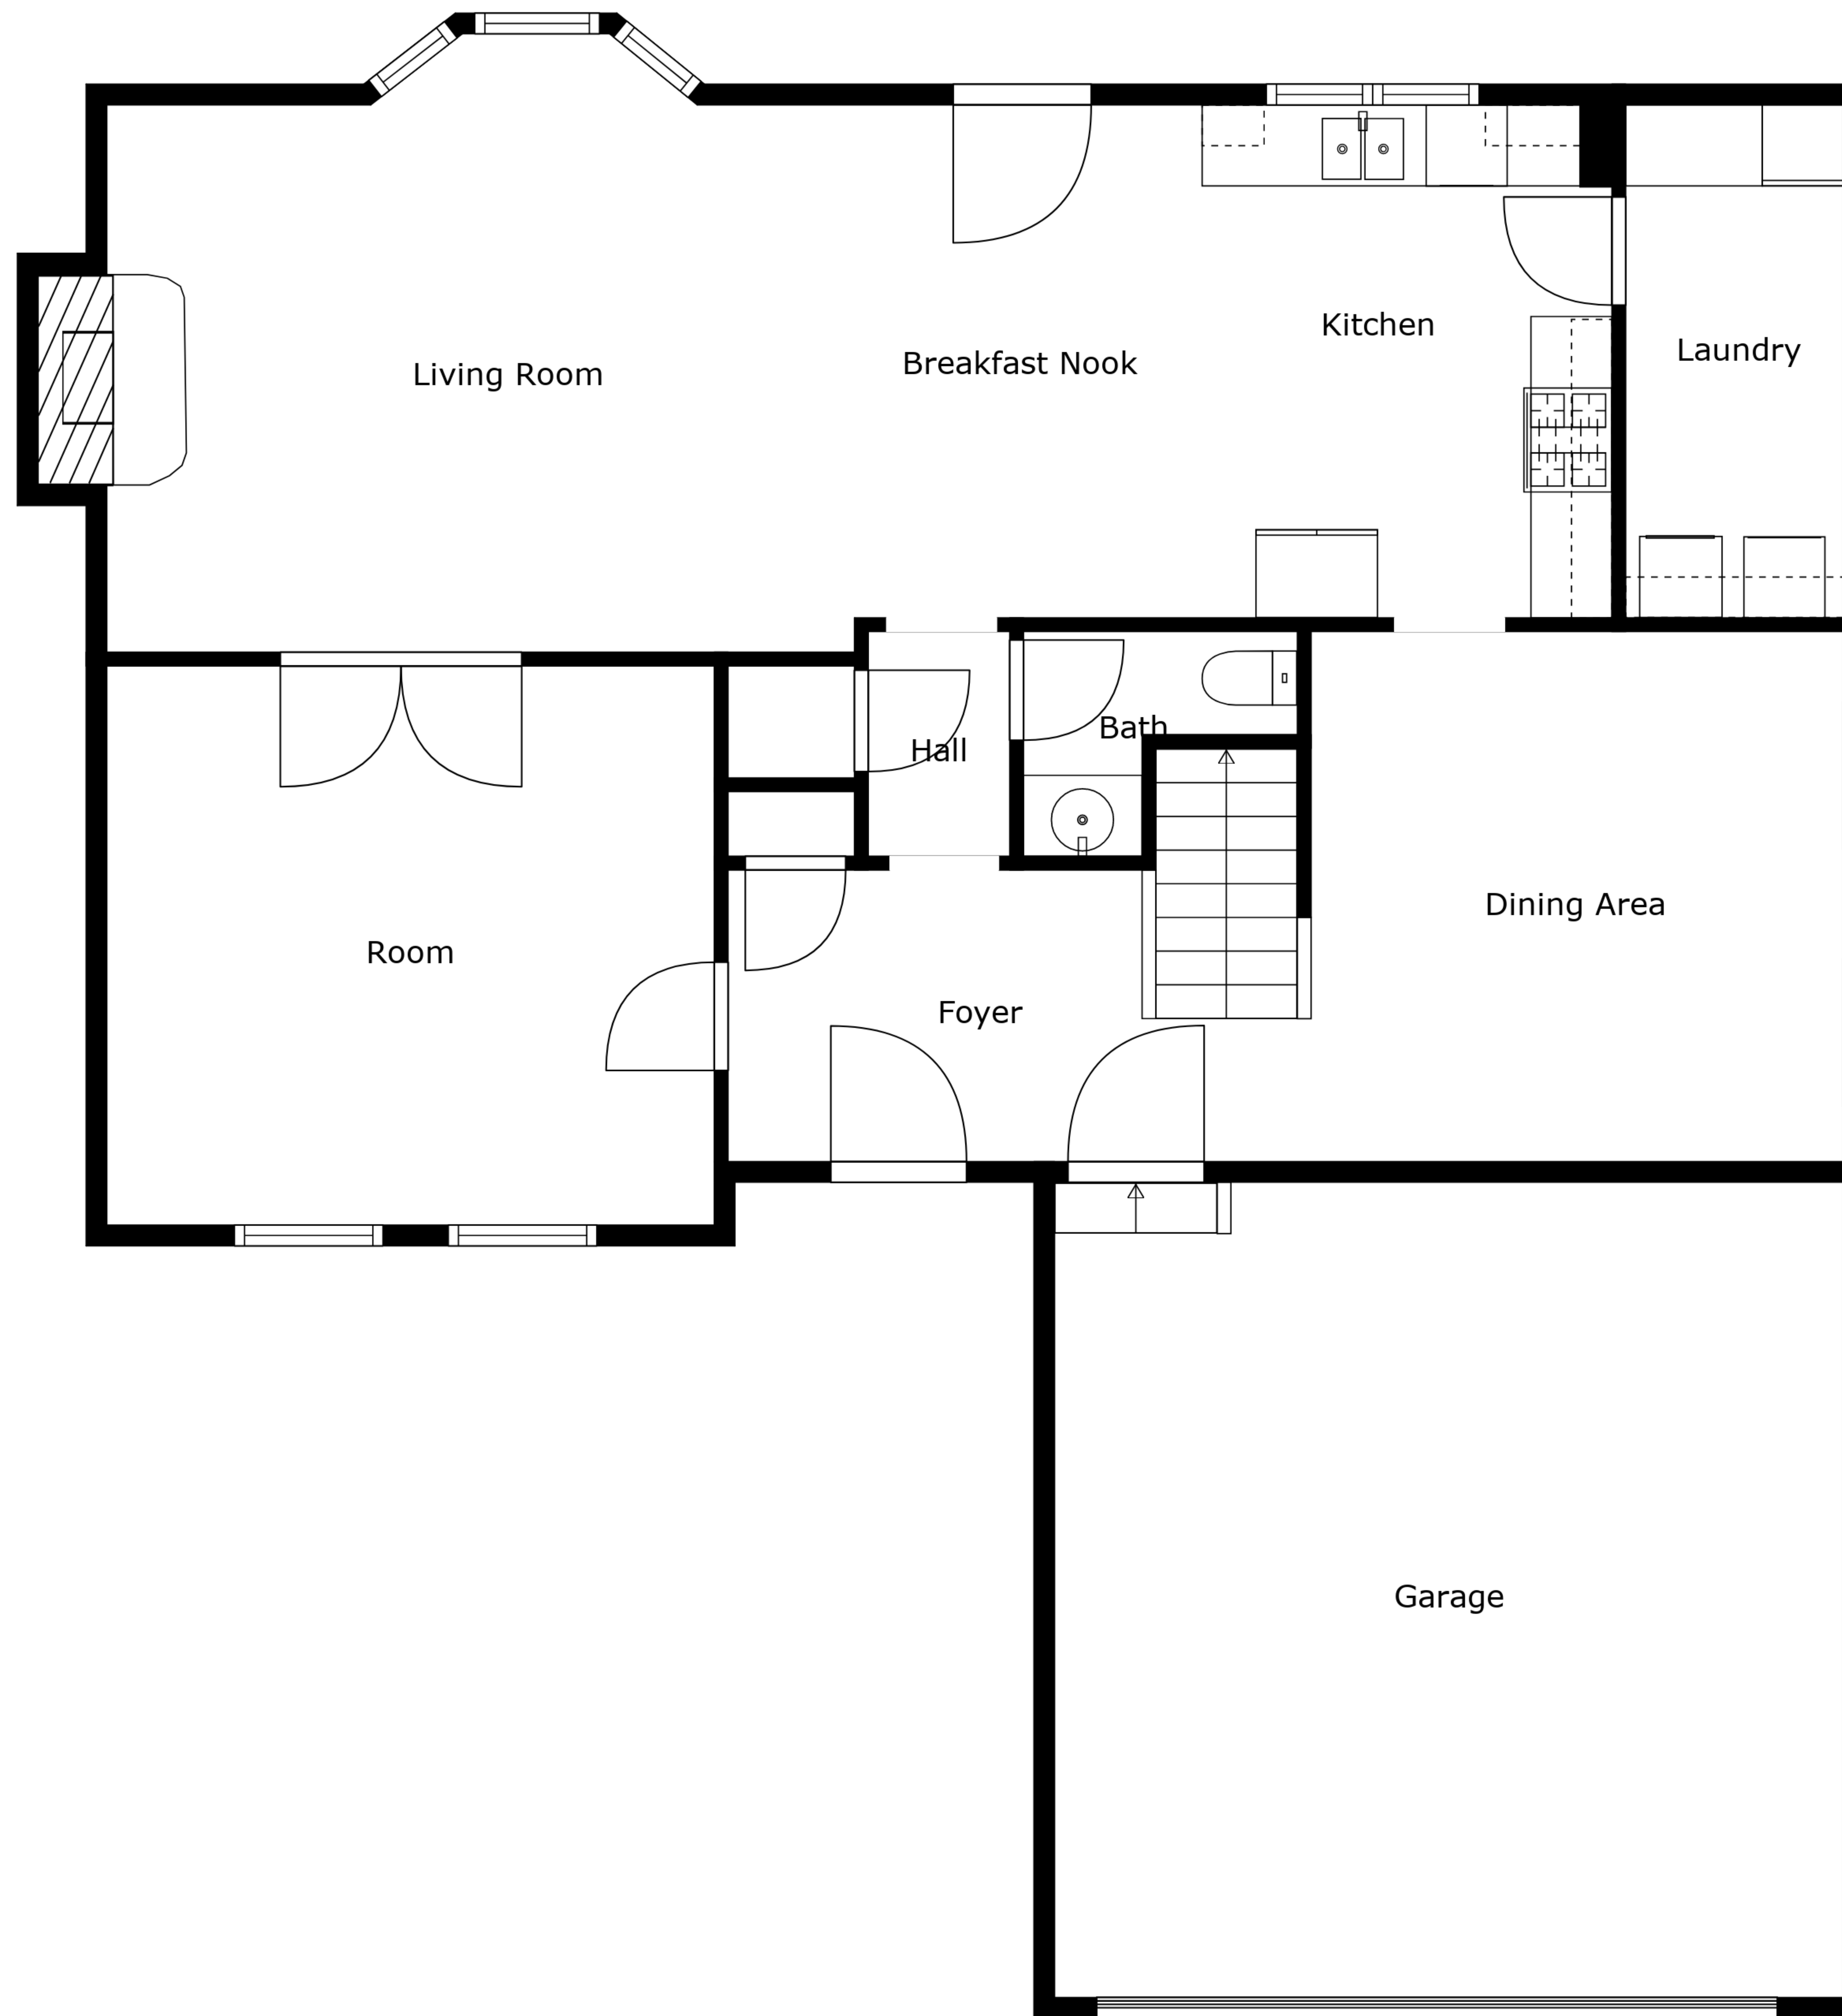 Kitchen
Laundry
Breakfast Nook
Living Room
Bath
Hall
Dining Area
Room
Foyer
Garage